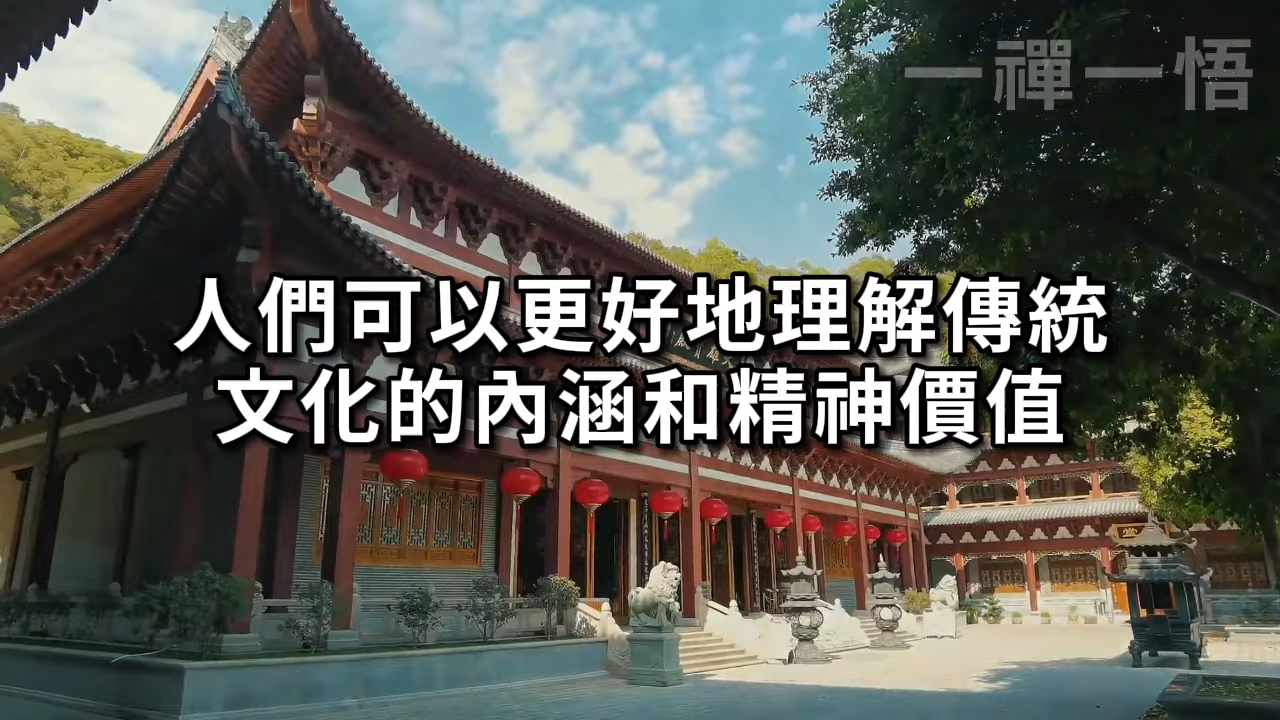 一禪一悟
人們可以更好地理解傳統
文化的內涵和精神價值